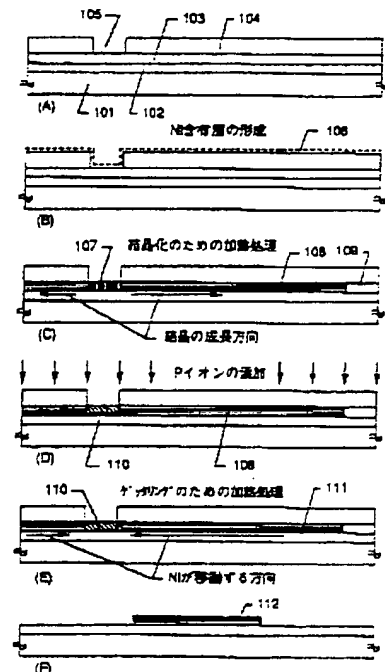 105
103
104
(A)
101
102
Ni含有層の形成
106
(B)
107
結晶化のための加熱処理
108
109
(C)
結晶の成長方向
Pイオンの添加
(D)
110
108
110
ゲッタリングのための加熱処理
111
(E)
Niが移動する方向
112
(F)